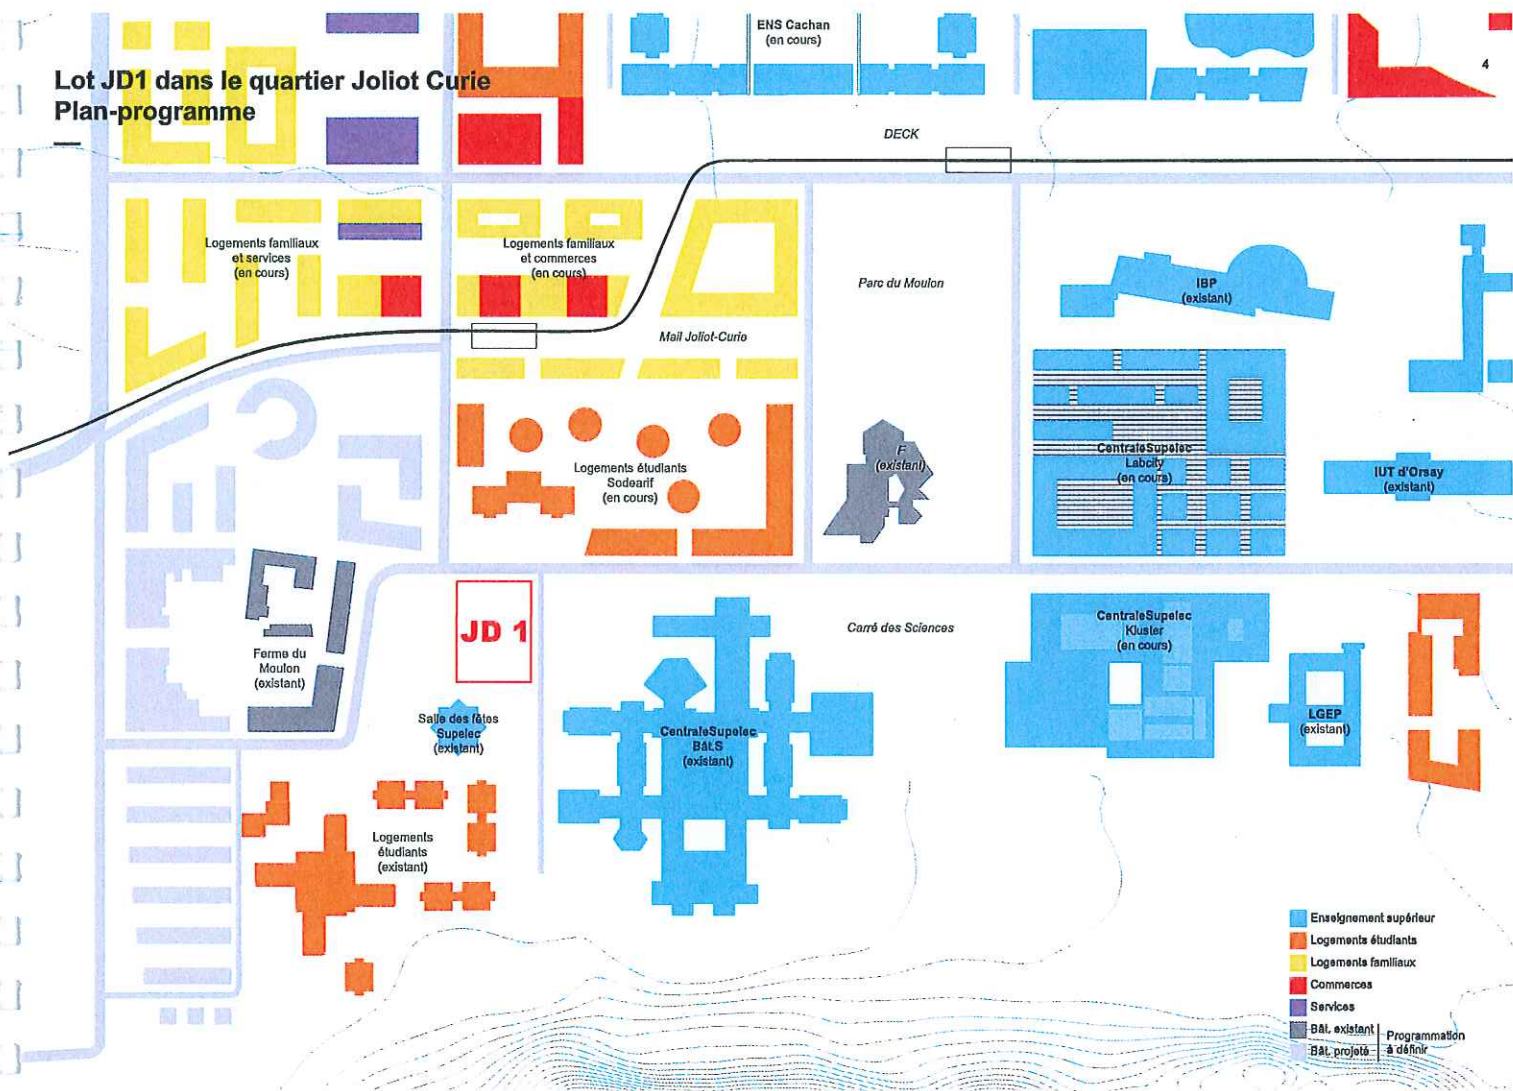 ENS Cachan
(en cours)
4
Lot JD1 dans le quartier Joliot Curie
Plan-programme
DECK
Logements familiaux
et services
(en cours)
Logements familiaux
et commerces
(en cours)
Parc du Moulon
IBP
(existant)
Mail Joliot-Curie
CentraleSupelec
Labcity
(en cours)
F
(existant)
Logements étudiants
Sodearif
(en cours)
IUT d'Orsay
(existant)
JD 1
Carré des Sciences
CentraleSupelec
Kluster
(en cours)
Ferme du
Moulon
(existant)
Salle des fêtes
Supelec
(existant)
CentraleSupelec
Bât.S
(existant)
LGEP
(existant)
Logements
étudiants
(existant)
Enseignement supérieur
Logements étudiants
Logements familiaux
Commerces
Services
Bât. existant
Bât. projeté
Programmation
à définir